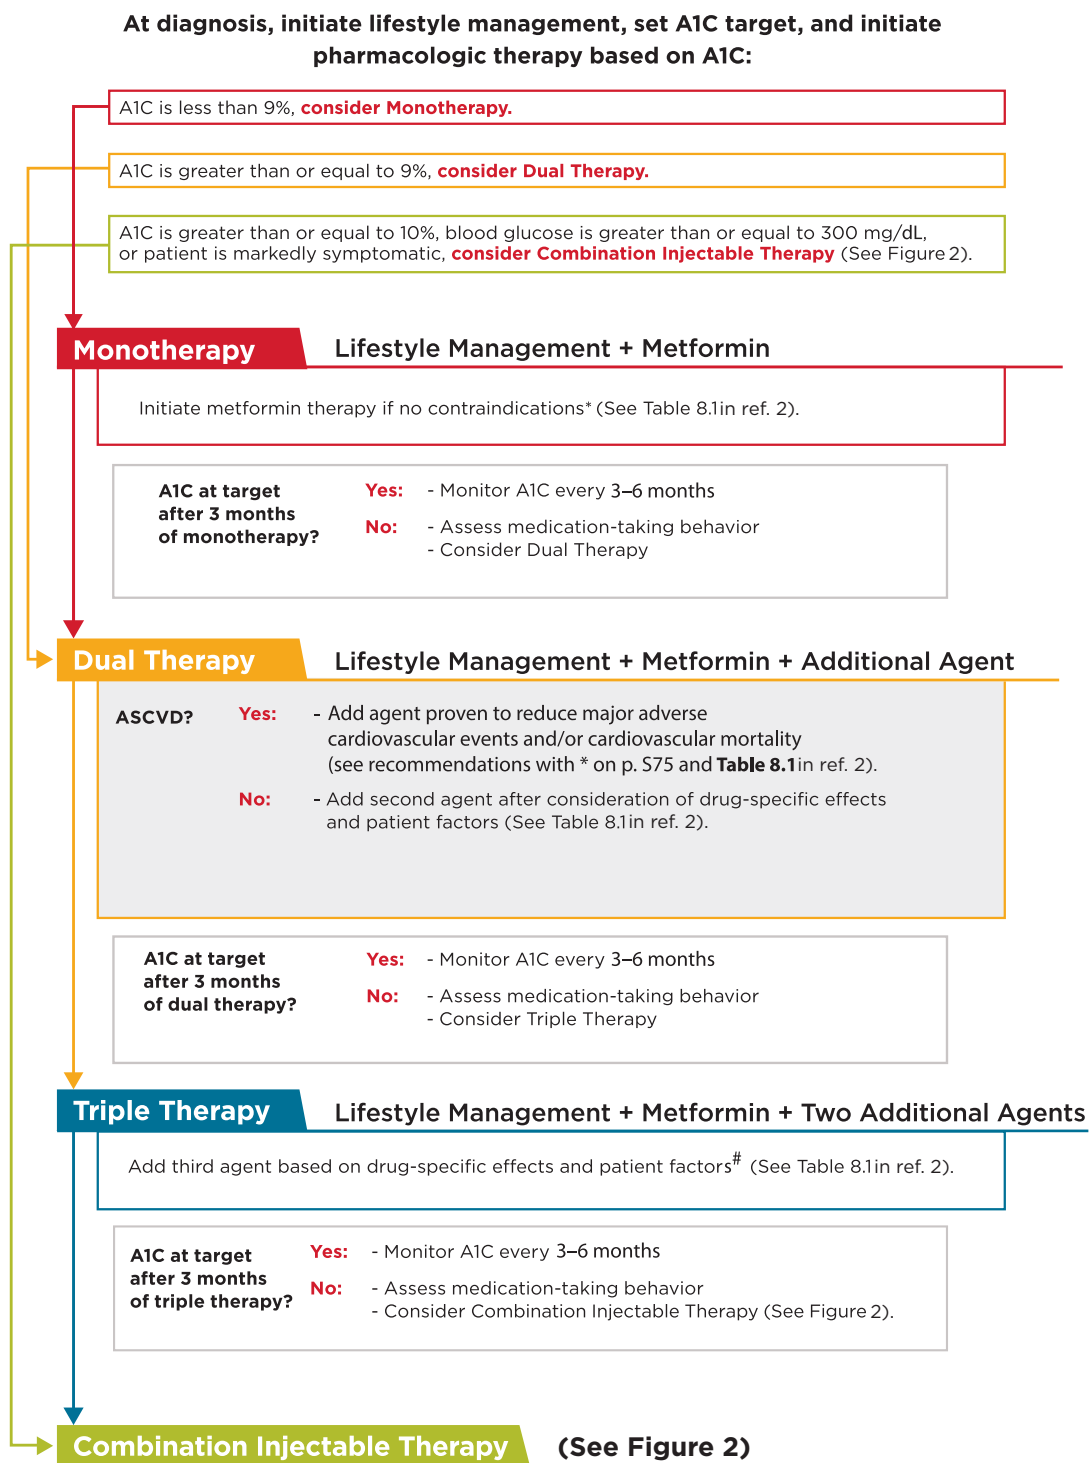 At diagnosis, initiate lifestyle management, set A1C target, and initiate
pharmacologic therapy based on A1C:
A1C is less than 9%, consider Monotherapy.
A1C is greater than or equal to 9%, consider Dual Therapy.
A1C is greater than or equal to 10%, blood glucose is greater than or equal to 300 mg/dL,
or patient is markedly symptomatic, consider Combination Injectable Therapy (See Figure 2).
Monotherapy Lifestyle Management + Metformin
Initiate metformin therapy if no contraindications* (See Table 8.1 in ref. 2).
A1C at target
after 3 months
of monotherapy?
Yes: - Monitor A1C every 3–6 months
No: - Assess medication-taking behavior
- Consider Dual Therapy
Dual Therapy Lifestyle Management + Metformin + Additional Agent
ASCVD? Yes: - Add agent proven to reduce major adverse
cardiovascular events and/or cardiovascular mortality
(see recommendations with * on p. S75 and Table 8.1 in ref. 2).
No: - Add second agent after consideration of drug-specific effects
and patient factors (See Table 8.1 in ref. 2).
A1C at target
after 3 months
of dual therapy?
Yes: - Monitor A1C every 3–6 months
No: - Assess medication-taking behavior
- Consider Triple Therapy
Triple Therapy Lifestyle Management + Metformin + Two Additional Agents
Add third agent based on drug-specific effects and patient factors# (See Table 8.1 in ref. 2).
A1C at target
after 3 months
of triple therapy?
Yes: - Monitor A1C every 3–6 months
No: - Assess medication-taking behavior
- Consider Combination Injectable Therapy (See Figure 2).
Combination Injectable Therapy (See Figure 2)